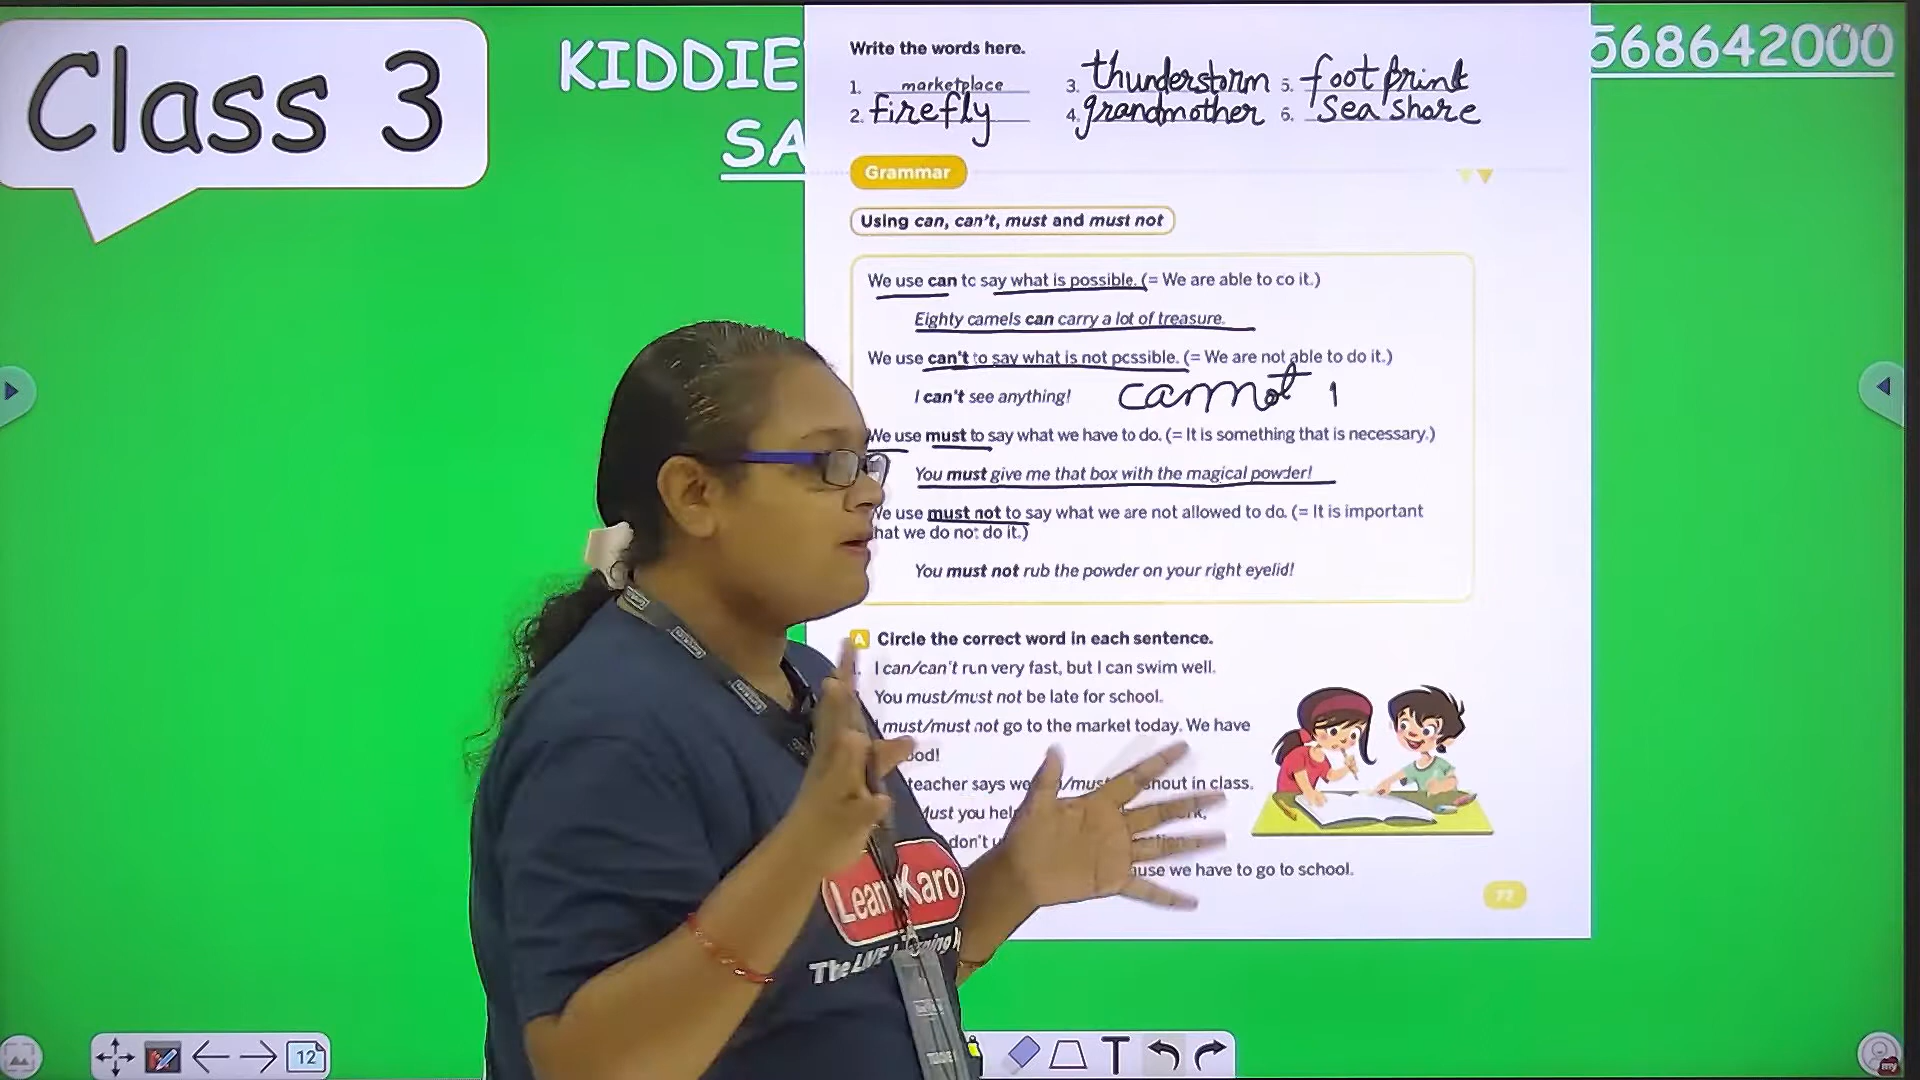 Class 3
KIDDIE
568642000
SA
Write the words here.
1. marketplace 3. thunderstorm 5. foot print
2. firefly 4. grandmother 6. sea shore
Grammar
Using can, can't, must and must not
We use can to say what is possible. (= We are able to do it.)
Eighty camels can carry a lot of treasure.
We use can't to say what is not possible. (= We are not able to do it.)
I can't see anything! cannot
We use must to say what we have to do. (= It is something that is necessary.)
You must give me that box with the magical powder!
We use must not to say what we are not allowed to do. (= It is important
that we do not do it.)
You must not rub the powder on your right eyelid!
A Circle the correct word in each sentence.
I can/can't run very fast, but I can swim well.
You must/must not be late for school.
I must/must not go to the market today. We have
teacher says we in class.
Must you
don't
we have to go to school.
77
Learn Karo
The LIVE
12
T
my